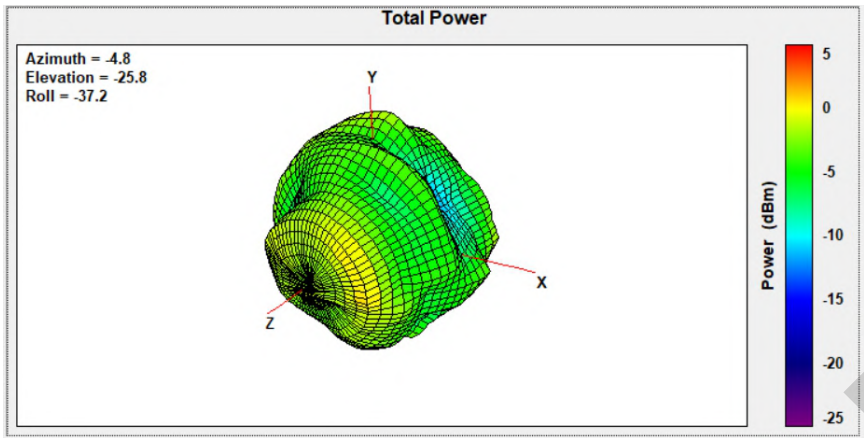 Total Power
Azimuth = -4.8
Elevation = -25.8
Roll = -37.2
Y
X
Z
5
0
-5
-10
-15
-20
-25
Power (dBm)